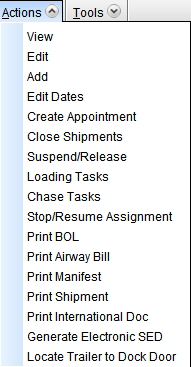 Actions Tools
View
Edit
Add
Edit Dates
Create Appointment
Close Shipments
Suspend/Release
Loading Tasks
Chase Tasks
Stop/Resume Assignment
Print BOL
Print Airway Bill
Print Manifest
Print Shipment
Print International Doc
Generate Electronic SED
Locate Trailer to Dock Door